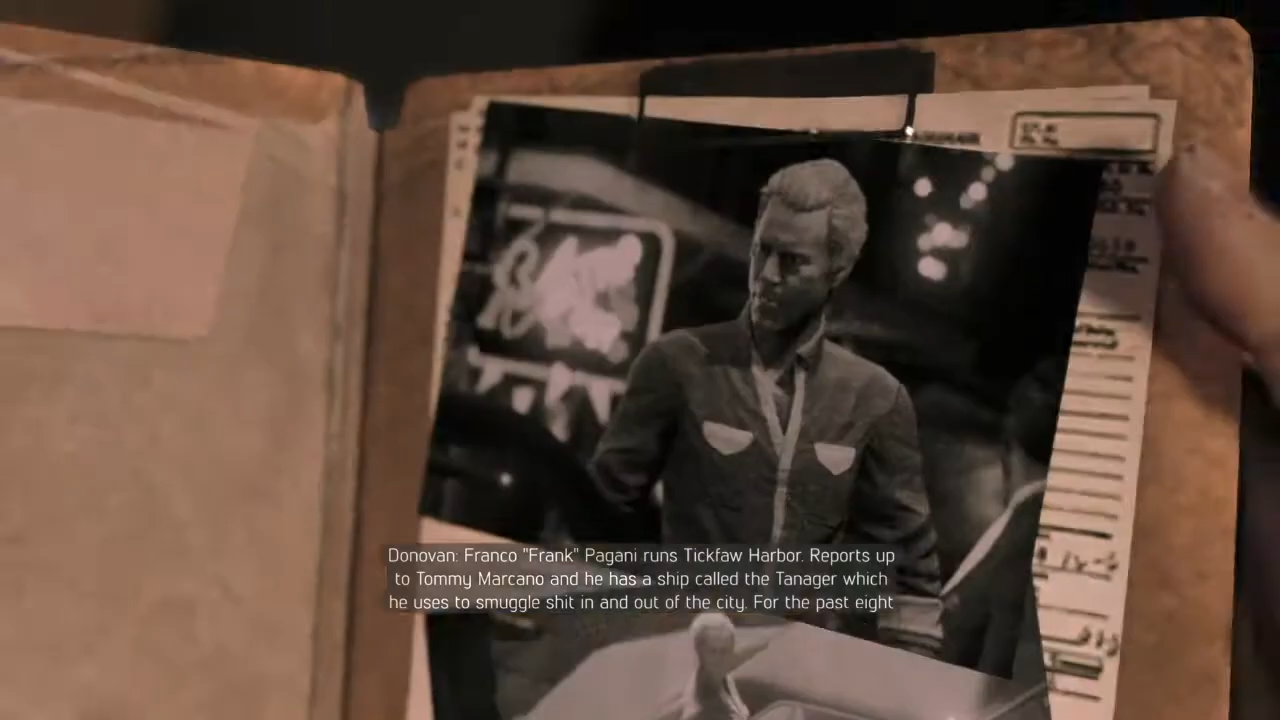 Donovan: Franco "Frank" Pagani runs Tickfaw Harbor. Reports up
to Tommy Marcano and he has a ship called the Tanager which
he uses to smuggle shit in and out of the city. For the past eight